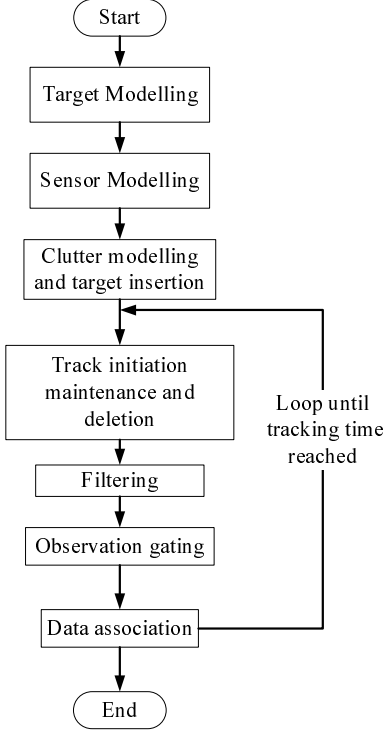 Start
Target Modelling
Sensor Modelling
Clutter modelling
and target insertion
Track initiation
maintenance and
deletion
Loop until
tracking time
reached
Filtering
Observation gating
Data association
End